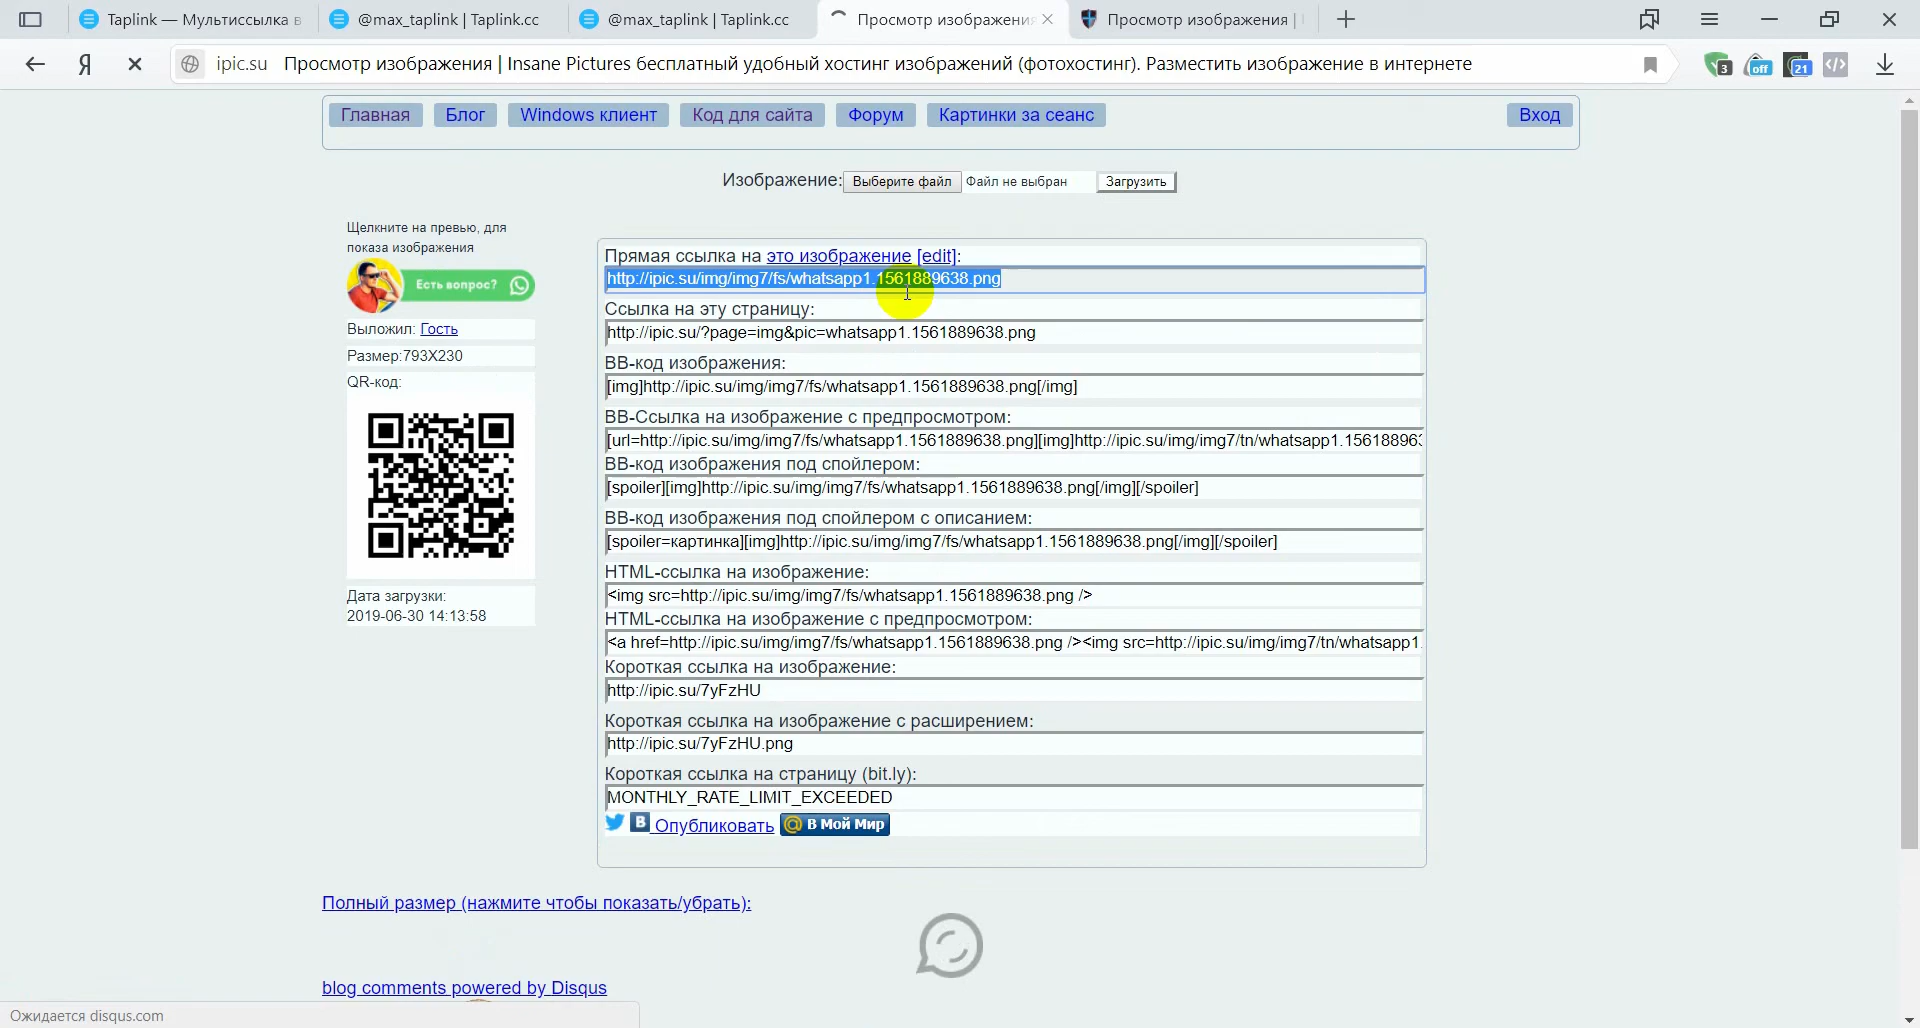 Taplink — Мультиссылка в
@max_taplink | Taplink.cc
@max_taplink | Taplink.cc
Просмотр изображения
Просмотр изображения |
Я
ipic.su
Просмотр изображения | Insane Pictures бесплатный удобный хостинг изображений (фотохостинг). Разместить изображение в интернете
3
off
21
Главная
Блог
Windows клиент
Код для сайта
Форум
Картинки за сеанс
Вход
Изображение:
Выберите файл
Файл не выбран
Загрузить
Щелкните на превью, для
показа изображения
Есть вопрос?
Выложил: Гость
Размер:793X230
QR-код:
Дата загрузки:
2019-06-30 14:13:58
Прямая ссылка на это изображение [edit]:
http://ipic.su/img/img7/fs/whatsapp1.1561889638.png
Ссылка на эту страницу:
http://ipic.su/?page=img&pic=whatsapp1.1561889638.png
BB-код изображения:
[img]http://ipic.su/img/img7/fs/whatsapp1.1561889638.png[/img]
BB-Ссылка на изображение с предпросмотром:
[url=http://ipic.su/img/img7/fs/whatsapp1.1561889638.png][img]http://ipic.su/img/img7/tn/whatsapp1.156188963
BB-код изображения под спойлером:
[spoiler][img]http://ipic.su/img/img7/fs/whatsapp1.1561889638.png[/img][/spoiler]
BB-код изображения под спойлером с описанием:
[spoiler=картинка][img]http://ipic.su/img/img7/fs/whatsapp1.1561889638.png[/img][/spoiler]
HTML-ссылка на изображение:
<img src=http://ipic.su/img/img7/fs/whatsapp1.1561889638.png />
HTML-ссылка на изображение с предпросмотром:
<a href=http://ipic.su/img/img7/fs/whatsapp1.1561889638.png /><img src=http://ipic.su/img/img7/tn/whatsapp1.
Короткая ссылка на изображение:
http://ipic.su/7yFzHU
Короткая ссылка на изображение с расширением:
http://ipic.su/7yFzHU.png
Короткая ссылка на страницу (bit.ly):
MONTHLY_RATE_LIMIT_EXCEEDED
В Опубликовать
@ В Мой Мир
Полный размер (нажмите чтобы показать/убрать):
blog comments powered by Disqus
Ожидается disqus.com